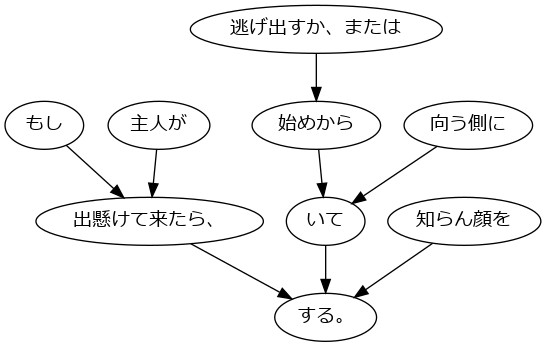 逃げ出すか、または
もし
主人が
始めから
向う側に
出懸けて来たら、
いて
知らん顔を
する。